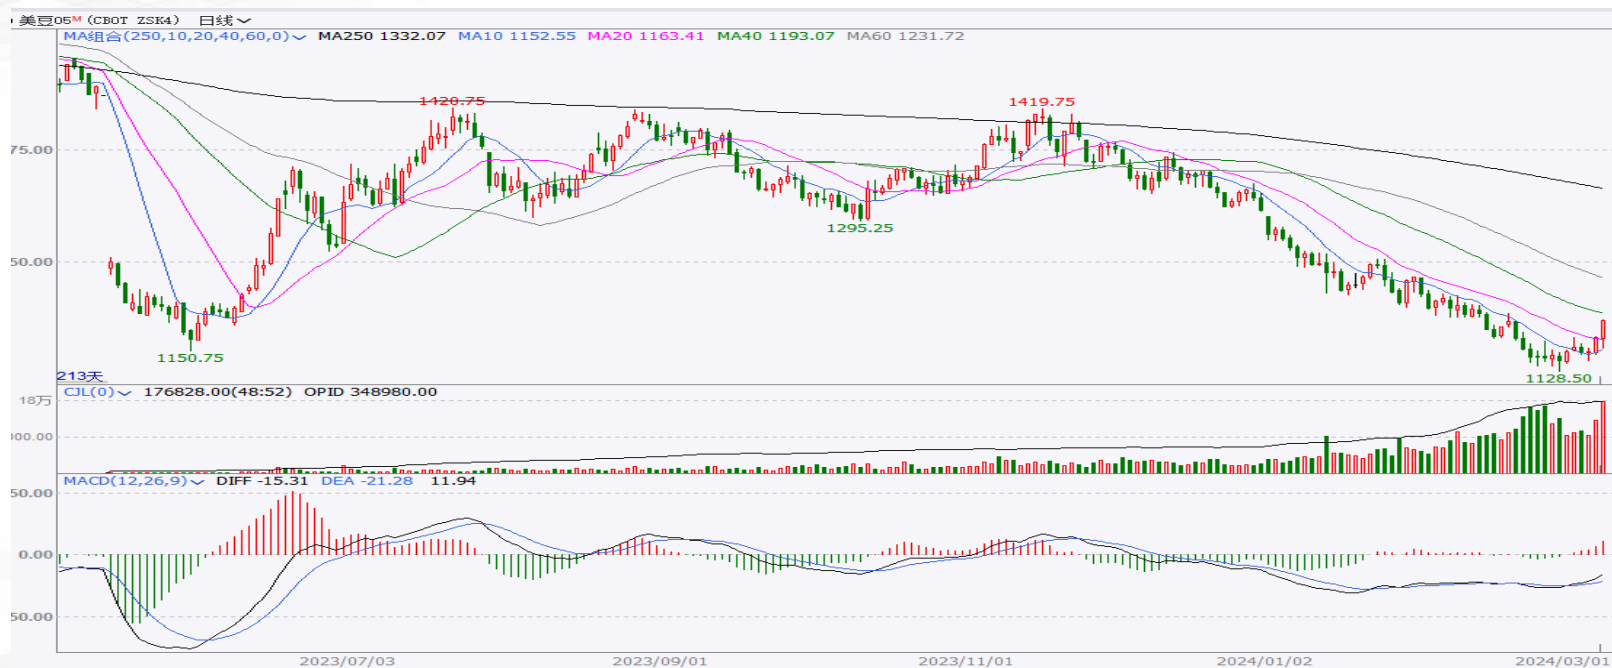 美豆05M (CBOT ZSK4) 日线
MA组合(250,10,20,40,60,0) MA250 1332.07 MA10 1152.55 MA20 1163.41 MA40 1193.07 MA60 1231.72
1420.75
1419.75
75.00
1295.25
50.00
1150.75
213天
1128.50
CJL(0) 176828.00(48:52) OPID 348980.00
18万
00.00
MACD(12,26,9) DIFF -15.31 DEA -21.28 11.94
50.00
0.00
50.00
2023/07/03 2023/09/01 2023/11/01 2024/01/02 2024/03/01